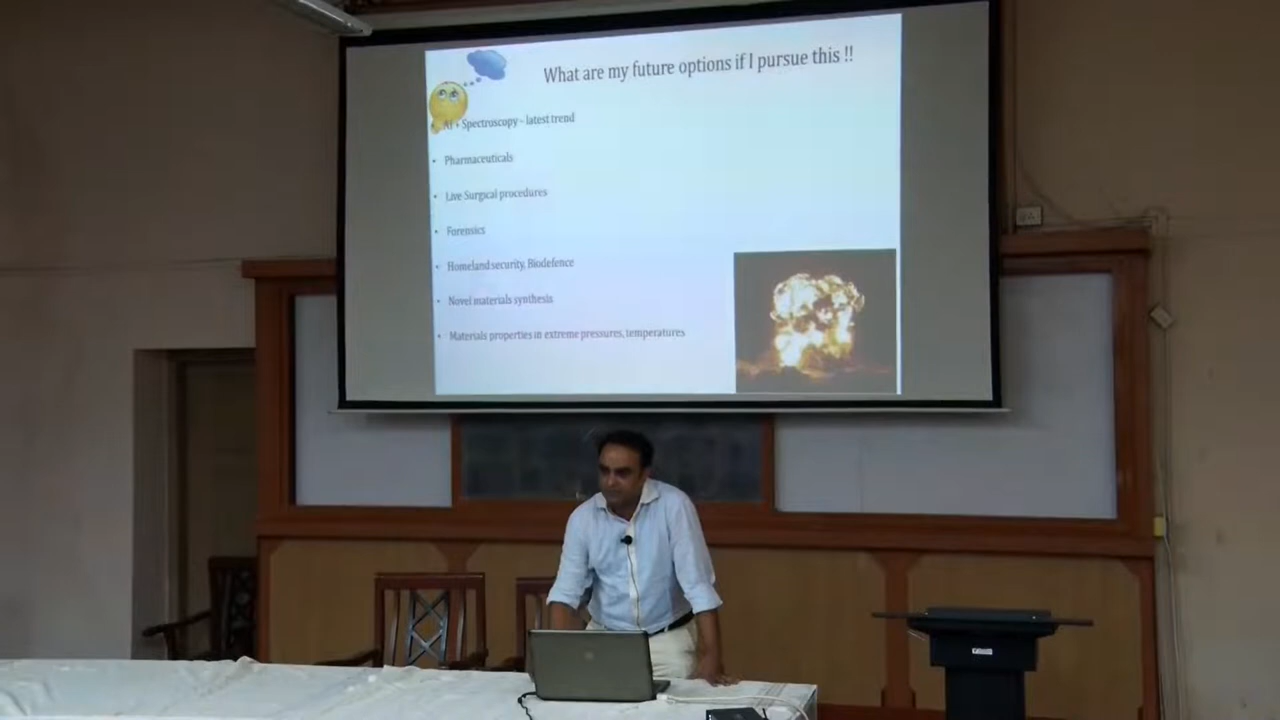 What are my future options if I pursue this !!
AI + Spectroscopy – latest trend
• Pharmaceuticals
• Live Surgical procedures
• Forensics
• Homeland security, Biodefence
• Novel materials synthesis
• Materials properties in extreme pressures, temperatures